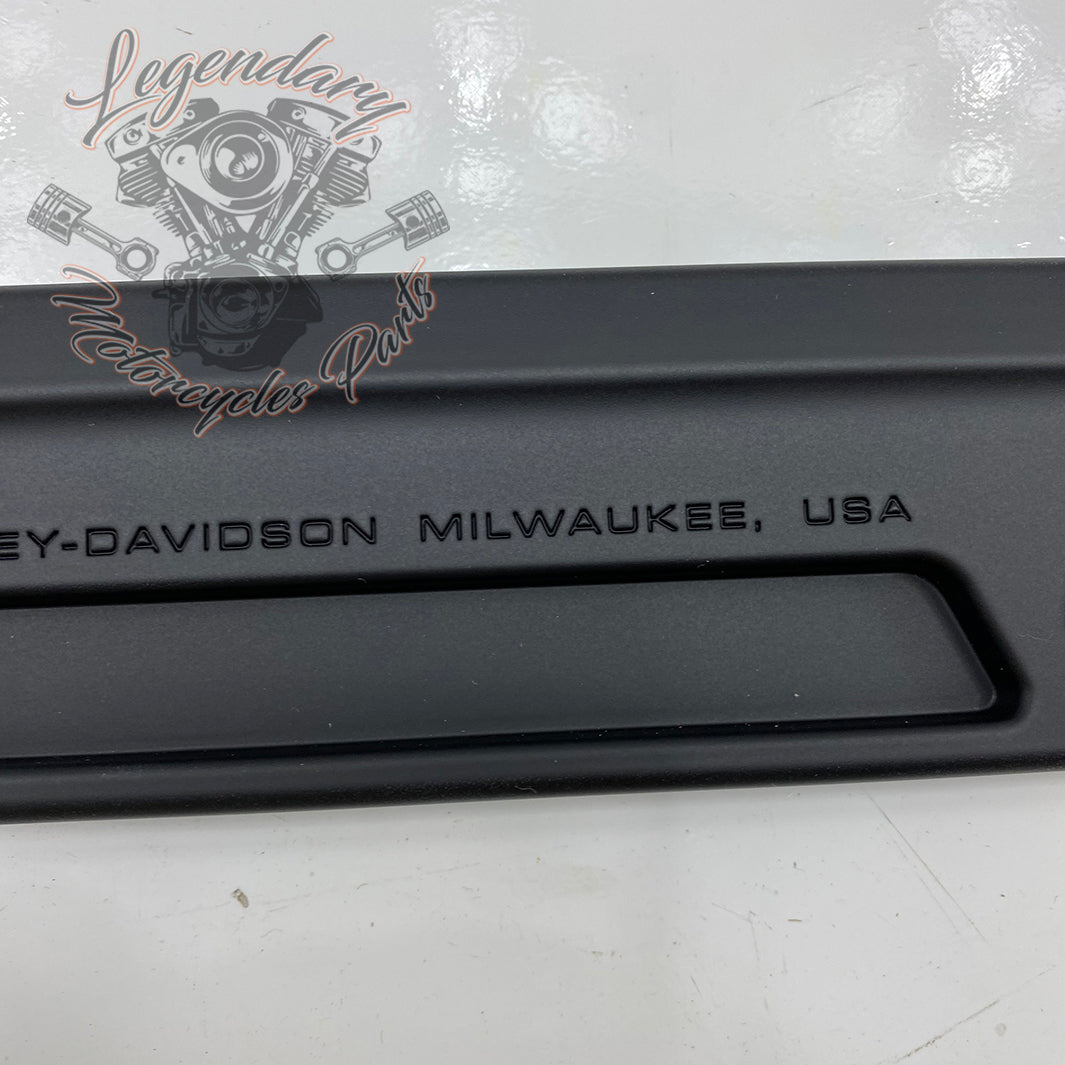 Legendary
Motorcycles Parts
EY-DAVIDSON MILWAUKEE, USA